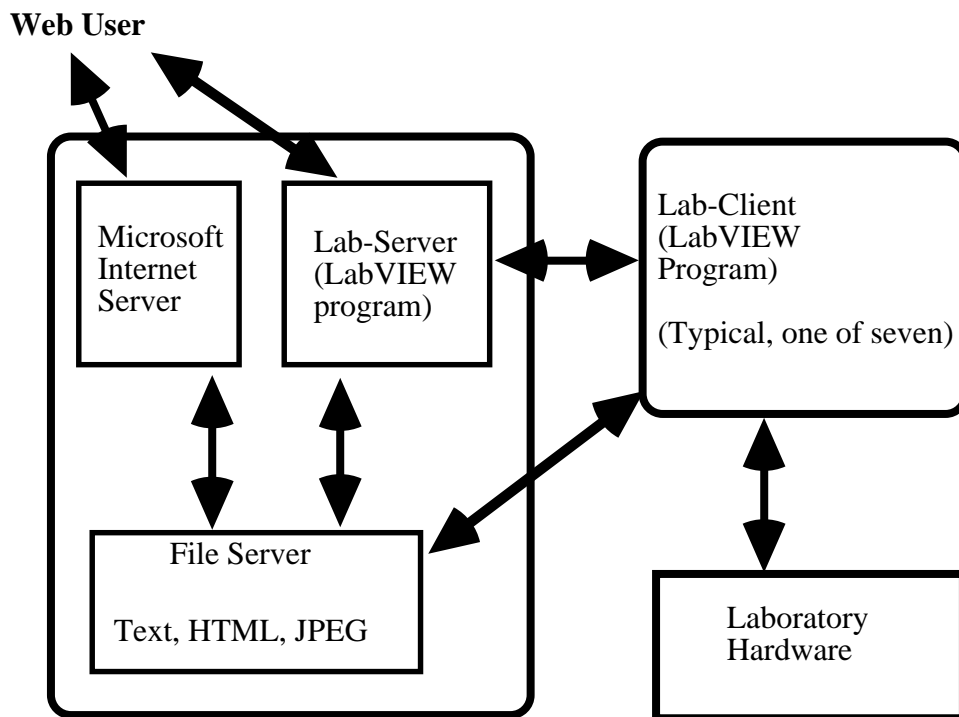 Web User
Microsoft
Internet
Server
Lab-Server
(LabVIEW
program)
Lab-Client
(LabVIEW
Program)
(Typical, one of seven)
File Server
Text, HTML, JPEG
Laboratory
Hardware